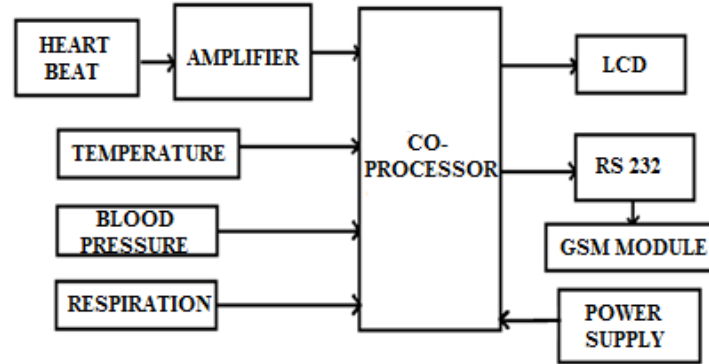 HEART
BEAT
AMPLIFIER
TEMPERATURE
BLOOD
PRESSURE
RESPIRATION
CO-
PROCESSOR
LCD
RS 232
GSM MODULE
POWER
SUPPLY